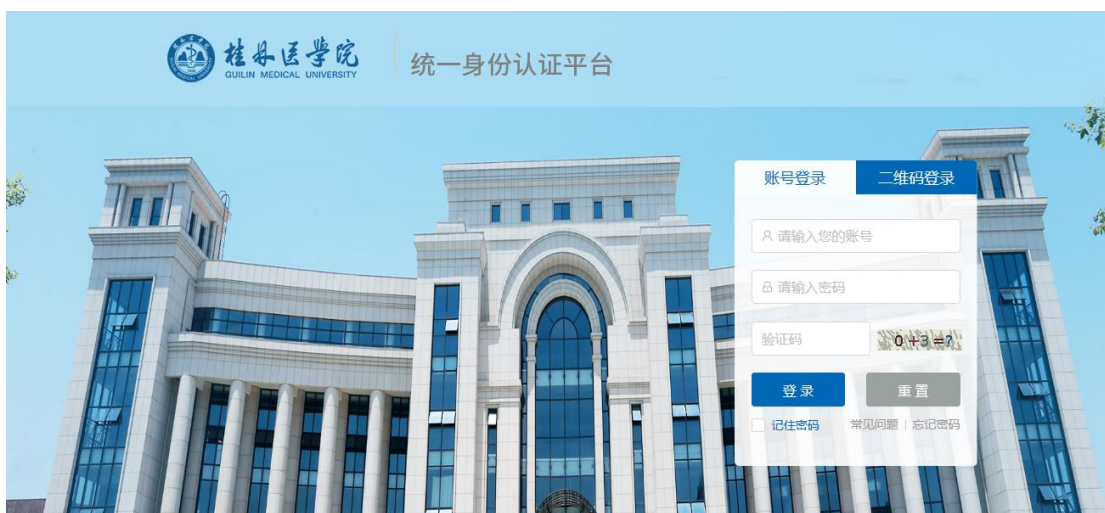 桂林医学院
GUILIN MEDICAL UNIVERSITY
统一身份认证平台
账号登录 二维码登录
请输入您的账号
请输入密码
验证码 0+3=?
登 录 重 置
记住密码 常见问题 | 忘记密码